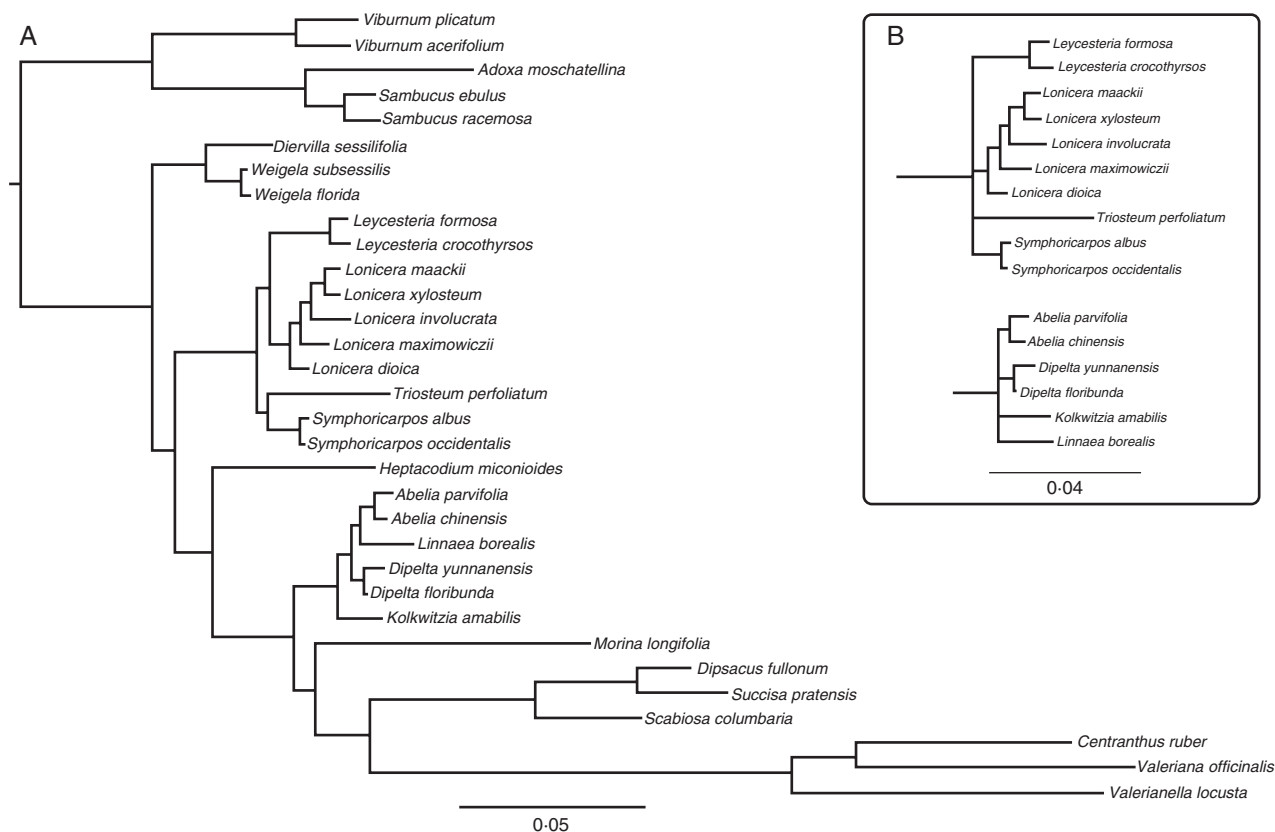 A
Viburnum plicatum
Viburnum acerifolium
Adoxa moschatellina
Sambucus ebulus
Sambucus racemosa
Diervilla sessilifolia
Weigela subsessilis
Weigela florida
Leycesteria formosa
Leycesteria crocothyrsos
Lonicera maackii
Lonicera xylosteum
Lonicera involucrata
Lonicera maximowiczii
Lonicera dioica
Triosteum perfoliatum
Symphoricarpos albus
Symphoricarpos occidentalis
Heptacodium miconioides
Abelia parvifolia
Abelia chinensis
Linnaea borealis
Dipelta yunnanensis
Dipelta floribunda
Kolkwitzia amabilis
Morina longifolia
Dipsacus fullonum
Succisa pratensis
Scabiosa columbaria
Centranthus ruber
Valeriana officinalis
Valerianella locusta
0·05
B
Leycesteria formosa
Leycesteria crocothyrsos
Lonicera maackii
Lonicera xylosteum
Lonicera involucrata
Lonicera maximowiczii
Lonicera dioica
Triosteum perfoliatum
Symphoricarpos albus
Symphoricarpos occidentalis
Abelia parvifolia
Abelia chinensis
Dipelta yunnanensis
Dipelta floribunda
Kolkwitzia amabilis
Linnaea borealis
0·04